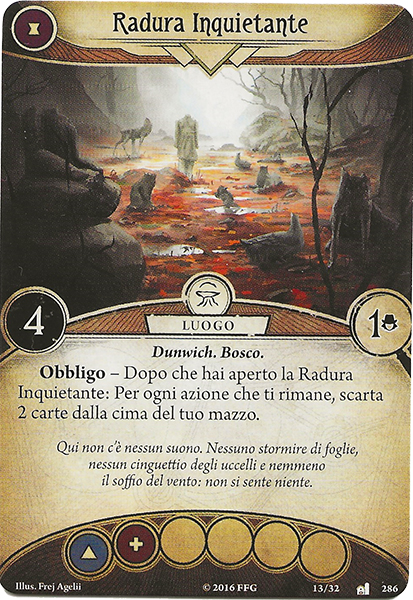 Radura Inquietante
4
LUOGO
1
Dunwich. Bosco.
Obbligo – Dopo che hai aperto la Radura
Inquietante: Per ogni azione che ti rimane, scarta
2 carte dalla cima del tuo mazzo.
Qui non c'è nessun suono. Nessuno stormire di foglie,
nessun cinguettio degli uccelli e nemmeno
il soffio del vento: non si sente niente.
Illus. Frej Agelii © 2016 FFG 13/32 286